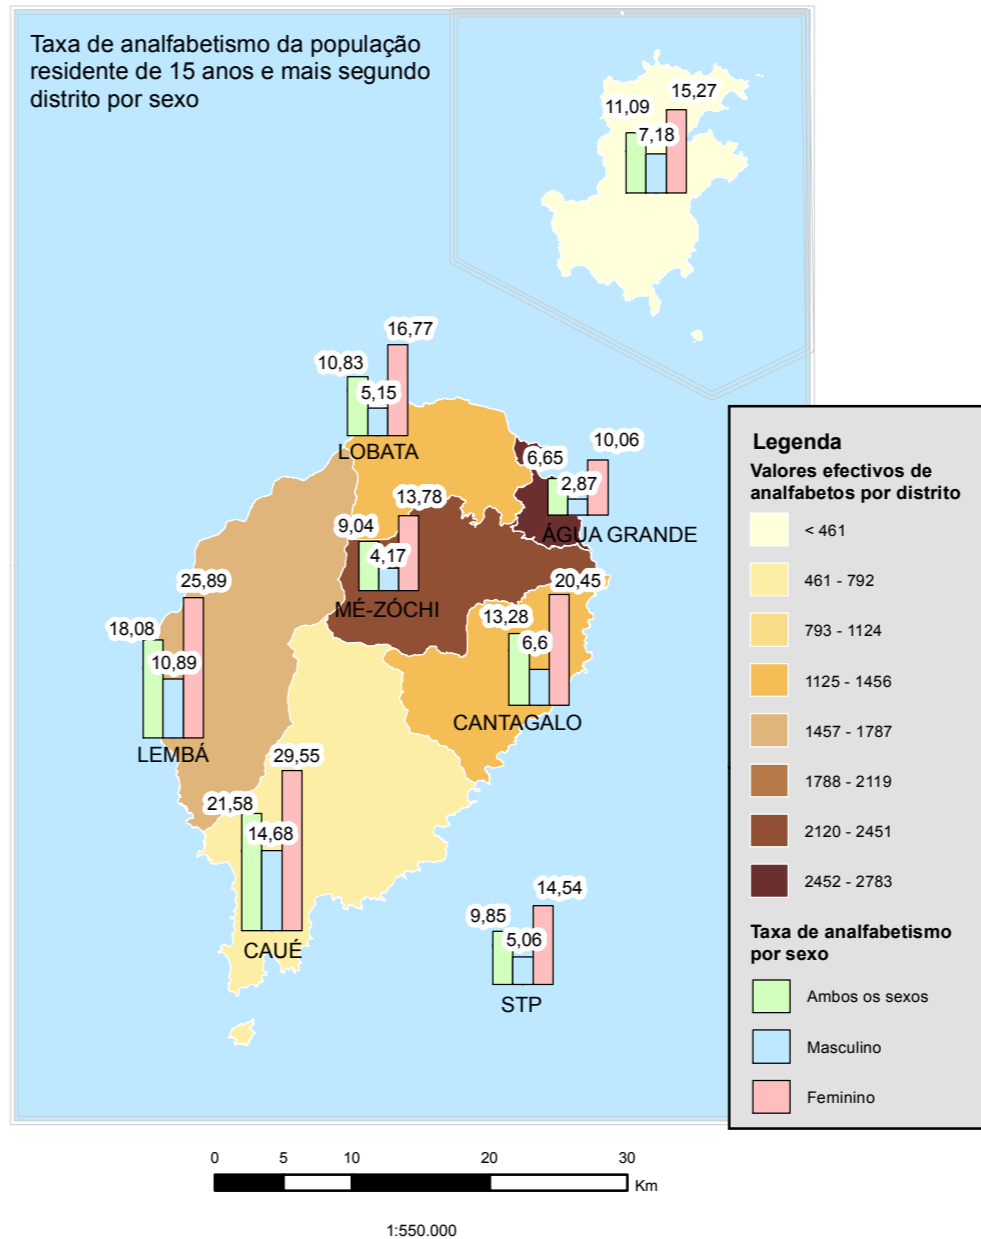 Taxa de analfabetismo da população
residente de 15 anos e mais segundo
distrito por sexo
11,09
7,18
15,27
10,83
5,15
16,77
LOBATA
6,65
2,87
10,06
ÁGUA GRANDE
9,04
4,17
13,78
MÉ-ZÓCHI
18,08
10,89
25,89
LEMBÁ
13,28
6,6
20,45
CANTAGALO
21,58
14,68
29,55
CAUÉ
9,85
5,06
14,54
STP
Legenda
Valores efectivos de
analfabetos por distrito
< 461
461 - 792
793 - 1124
1125 - 1456
1457 - 1787
1788 - 2119
2120 - 2451
2452 - 2783
Taxa de analfabetismo
por sexo
Ambos os sexos
Masculino
Feminino
0 5 10 20 30
Km
1:550.000